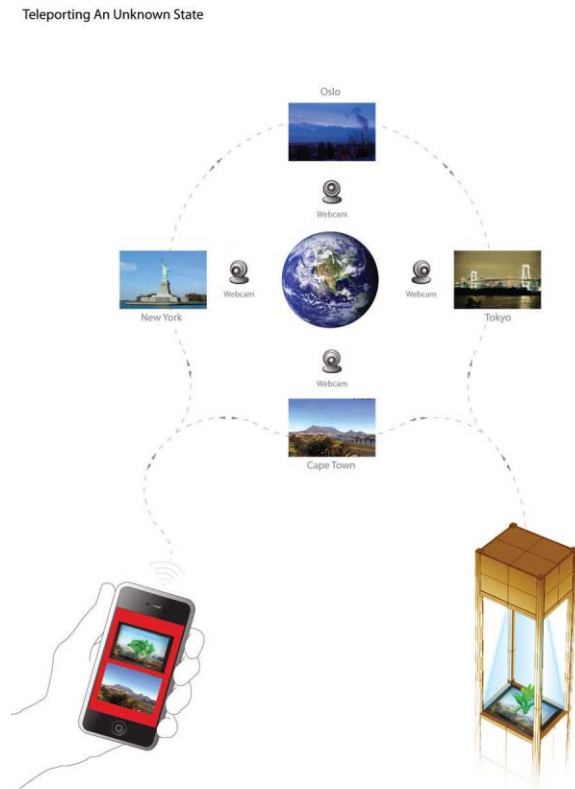 Teleporting An Unknown State
Oslo
Webcam
Webcam
Webcam
New York
Tokyo
Webcam
Cape Town